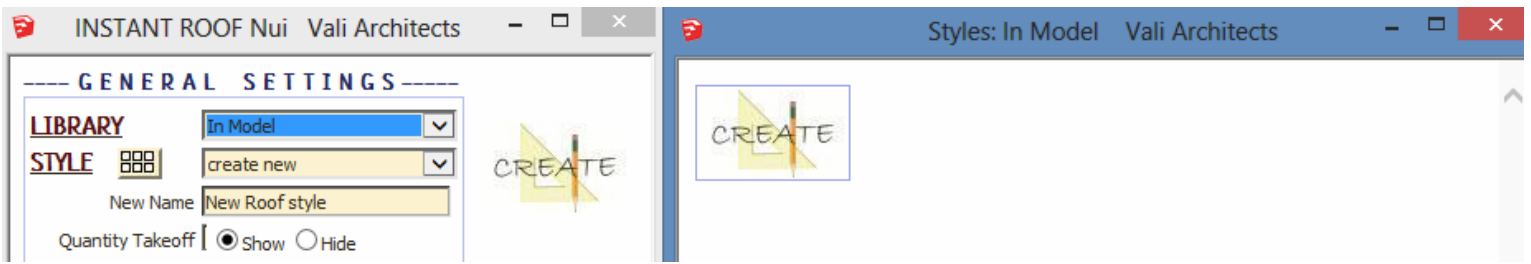 INSTANT ROOF Nui Vali Architects
---- GENERAL SETTINGS-----
LIBRARY In Model
STYLE create new
New Name New Roof style
Quantity Takeoff Show Hide
CREATE
Styles: In Model Vali Architects
CREATE